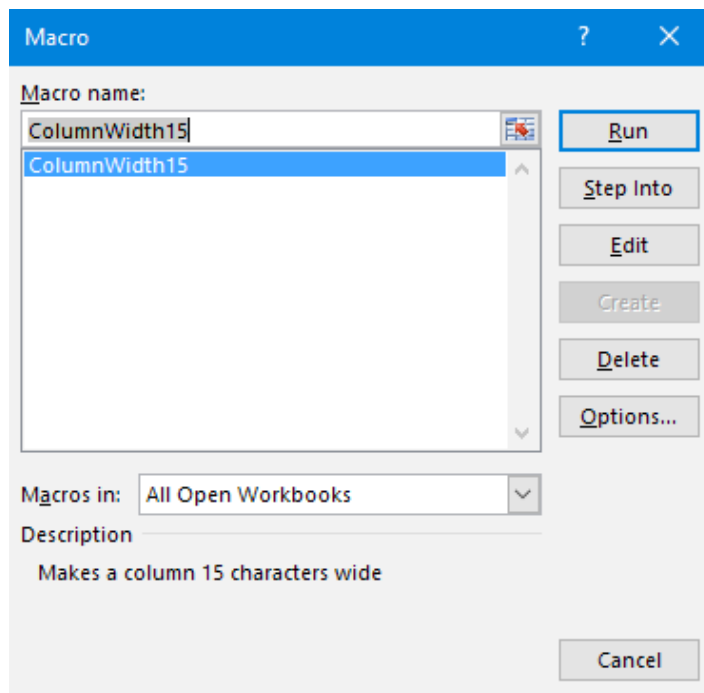 Macro ?
Macro name:
ColumnWidth15
Run
ColumnWidth15
Step Into
Edit
Create
Delete
Options...
Macros in: All Open Workbooks
Description
Makes a column 15 characters wide
Cancel